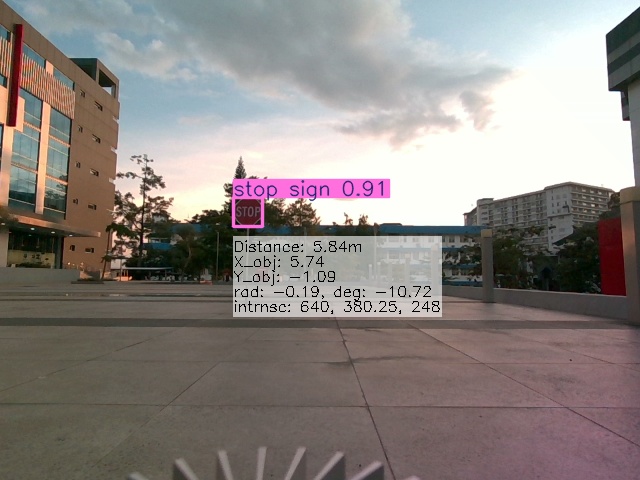 stop sign 0.91
STOP
Distance: 5.84m
X_obj: 5.74
Y_obj: -1.09
rad: -0.19, deg: -10.72
intrnsc: 640, 380.25, 248